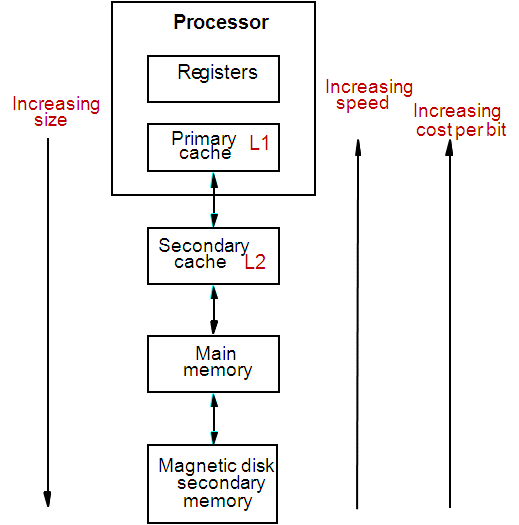 Processor
Registers
Increasing
size
Increasing
speed
Increasing
cost per bit
Primary
cache L1
Secondary
cache L2
Main
memory
Magnetic disk
secondary
memory